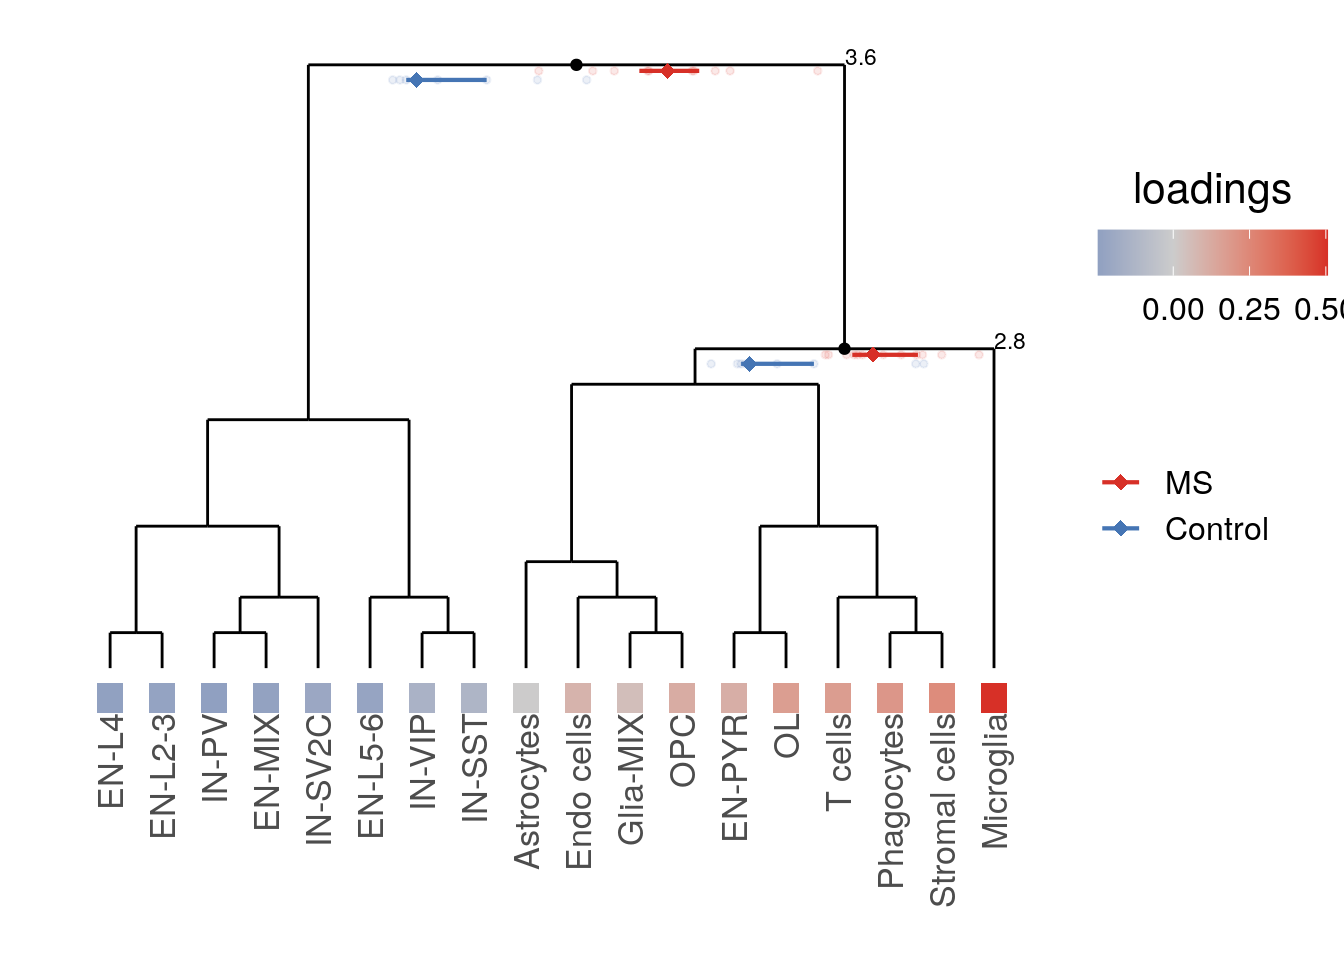 3.6
loadings
0.00 0.25 0.50
2.8
MS
Control
EN-L4
EN-L2-3
IN-PV
EN-MIX
IN-SV2C
EN-L5-6
IN-VIP
IN-SST
Astrocytes
Endo cells
Glia-MIX
OPC
EN-PYR
OL
T cells
Phagocytes
Stromal cells
Microglia